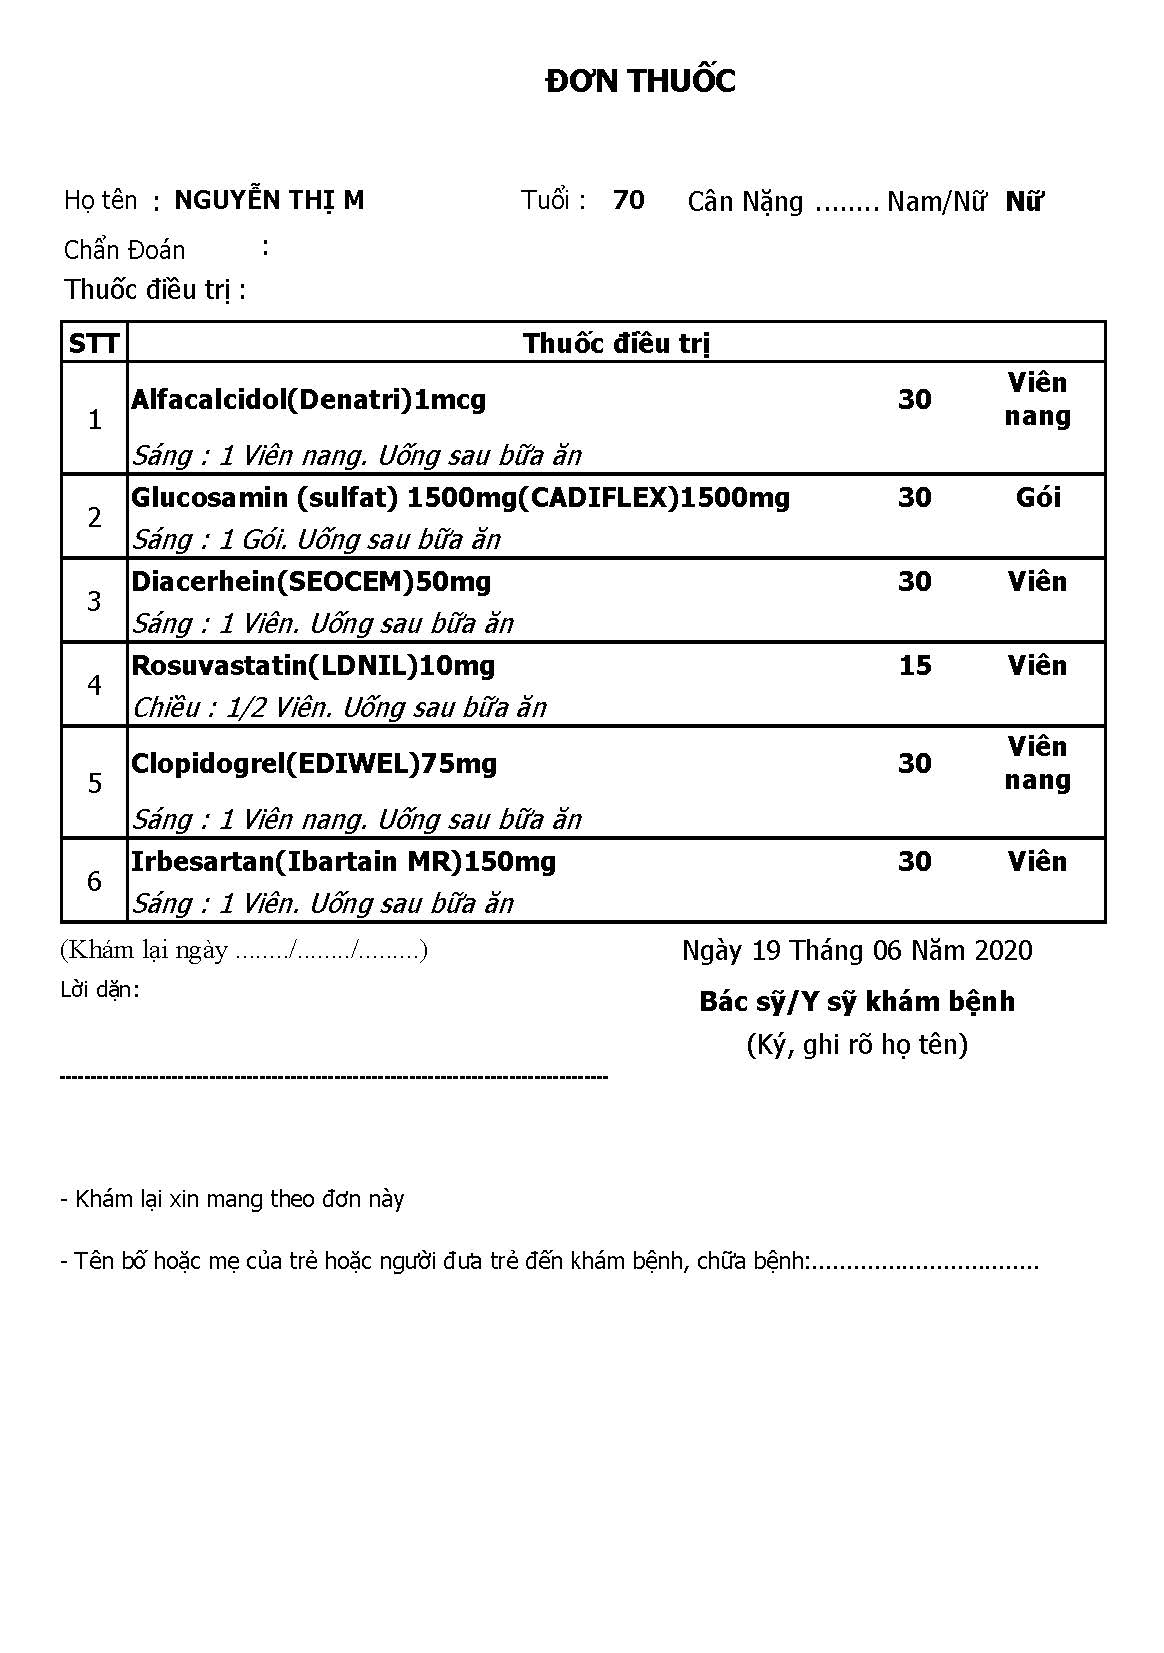 ĐƠN THUỐC
Họ tên : NGUYỄN THỊ M Tuổi : 70 Cân Nặng ........ Nam/Nữ Nữ
Chẩn Đoán :
Thuốc điều trị :
STT Thuốc điều trị
1 Alfacalcidol(Denatri)1mcg 30 Viên nang
Sáng : 1 Viên nang. Uống sau bữa ăn
2 Glucosamin (sulfat) 1500mg(CADIFLEX)1500mg 30 Gói
Sáng : 1 Gói. Uống sau bữa ăn
3 Diacerhein(SEOCEM)50mg 30 Viên
Sáng : 1 Viên. Uống sau bữa ăn
4 Rosuvastatin(LDNIL)10mg 15 Viên
Chiều : 1/2 Viên. Uống sau bữa ăn
5 Clopidogrel(EDIWEL)75mg 30 Viên nang
Sáng : 1 Viên nang. Uống sau bữa ăn
6 Irbesartan(Ibartain MR)150mg 30 Viên
Sáng : 1 Viên. Uống sau bữa ăn
(Khám lại ngày ......../......../.........) Ngày 19 Tháng 06 Năm 2020
Lời dặn:
Bác sỹ/Y sỹ khám bệnh
(Ký, ghi rõ họ tên)
- Khám lại xin mang theo đơn này
- Tên bố hoặc mẹ của trẻ hoặc người đưa trẻ đến khám bệnh, chữa bệnh:.................................